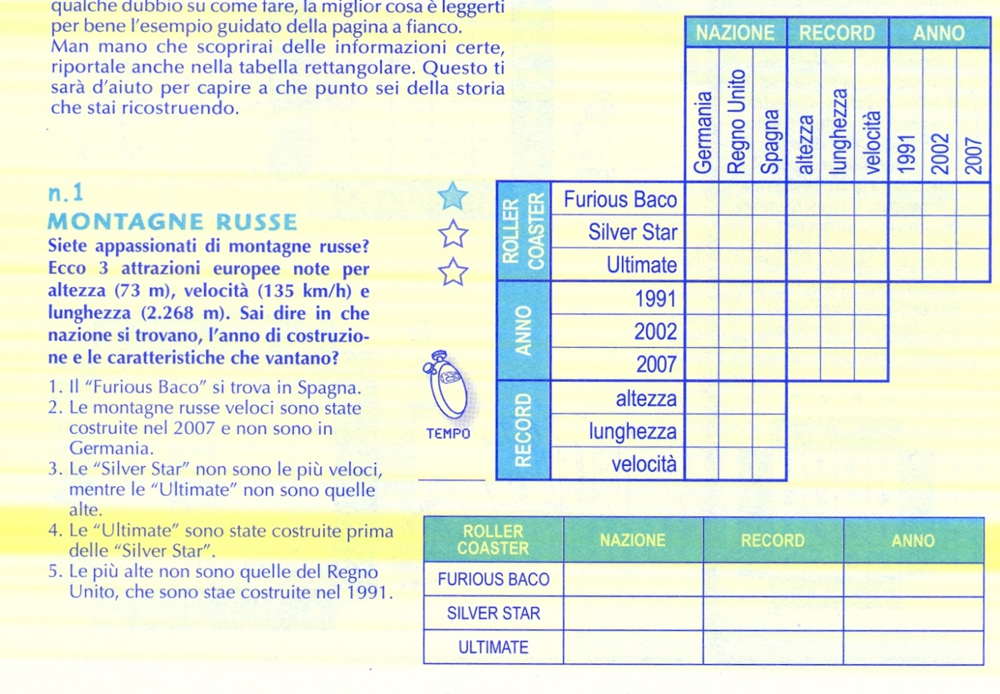 qualche dubbio su come fare, la miglior cosa è leggerti
per bene l'esempio guidato della pagina a fianco.
Man mano che scoprirai delle informazioni certe,
riportale anche nella tabella rettangolare. Questo ti
sarà d'aiuto per capire a che punto sei della storia
che stai ricostruendo.
n.1
MONTAGNE RUSSE
Siete appassionati di montagne russe?
Ecco 3 attrazioni europee note per
altezza (73 m), velocità (135 km/h) e
lunghezza (2.268 m). Sai dire in che
nazione si trovano, l'anno di costruzio-
ne e le caratteristiche che vantano?
1. Il "Furious Baco" si trova in Spagna.
2. Le montagne russe veloci sono state
costruite nel 2007 e non sono in
Germania.
3. Le "Silver Star" non sono le più veloci,
mentre le "Ultimate" non sono quelle
alte.
4. Le "Ultimate" sono state costruite prima
delle "Silver Star".
5. Le più alte non sono quelle del Regno
Unito, che sono stae costruite nel 1991.
TEMPO
NAZIONE RECORD ANNO
Germania
Regno Unito
Spagna
altezza
lunghezza
velocità
1991
2002
2007
ROLLER
COASTER
Furious Baco
Silver Star
Ultimate
ANNO
1991
2002
2007
RECORD
altezza
lunghezza
velocità
ROLLER
COASTER
NAZIONE
RECORD
ANNO
FURIOUS BACO
SILVER STAR
ULTIMATE